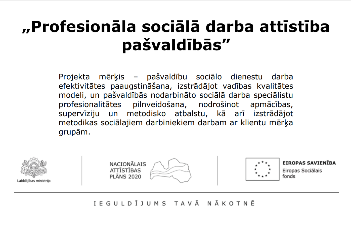 „Profesionāla sociālā darba attīstība
pašvaldībās”
Projekta mērķis – pašvaldību sociālo dienestu darba
efektivitātes paaugstināšana, izstrādājot vadības kvalitātes
modeli, un pašvaldībās nodarbināto sociālā darba speciālistu
profesionalitātes pilnveidošana, nodrošinot apmācības,
supervīziju un metodisko atbalstu, kā arī izstrādājot
metodikas sociālajiem darbiniekiem darbam ar klientu mērķa
grupām.
Labklājības ministrija
NACIONĀLAIS
ATTĪSTĪBAS
PLĀNS 2020
EIROPAS SAVIENĪBA
Eiropas Sociālais
fonds
IEGULDĪJUMS TAVĀ NĀKOTNĒ